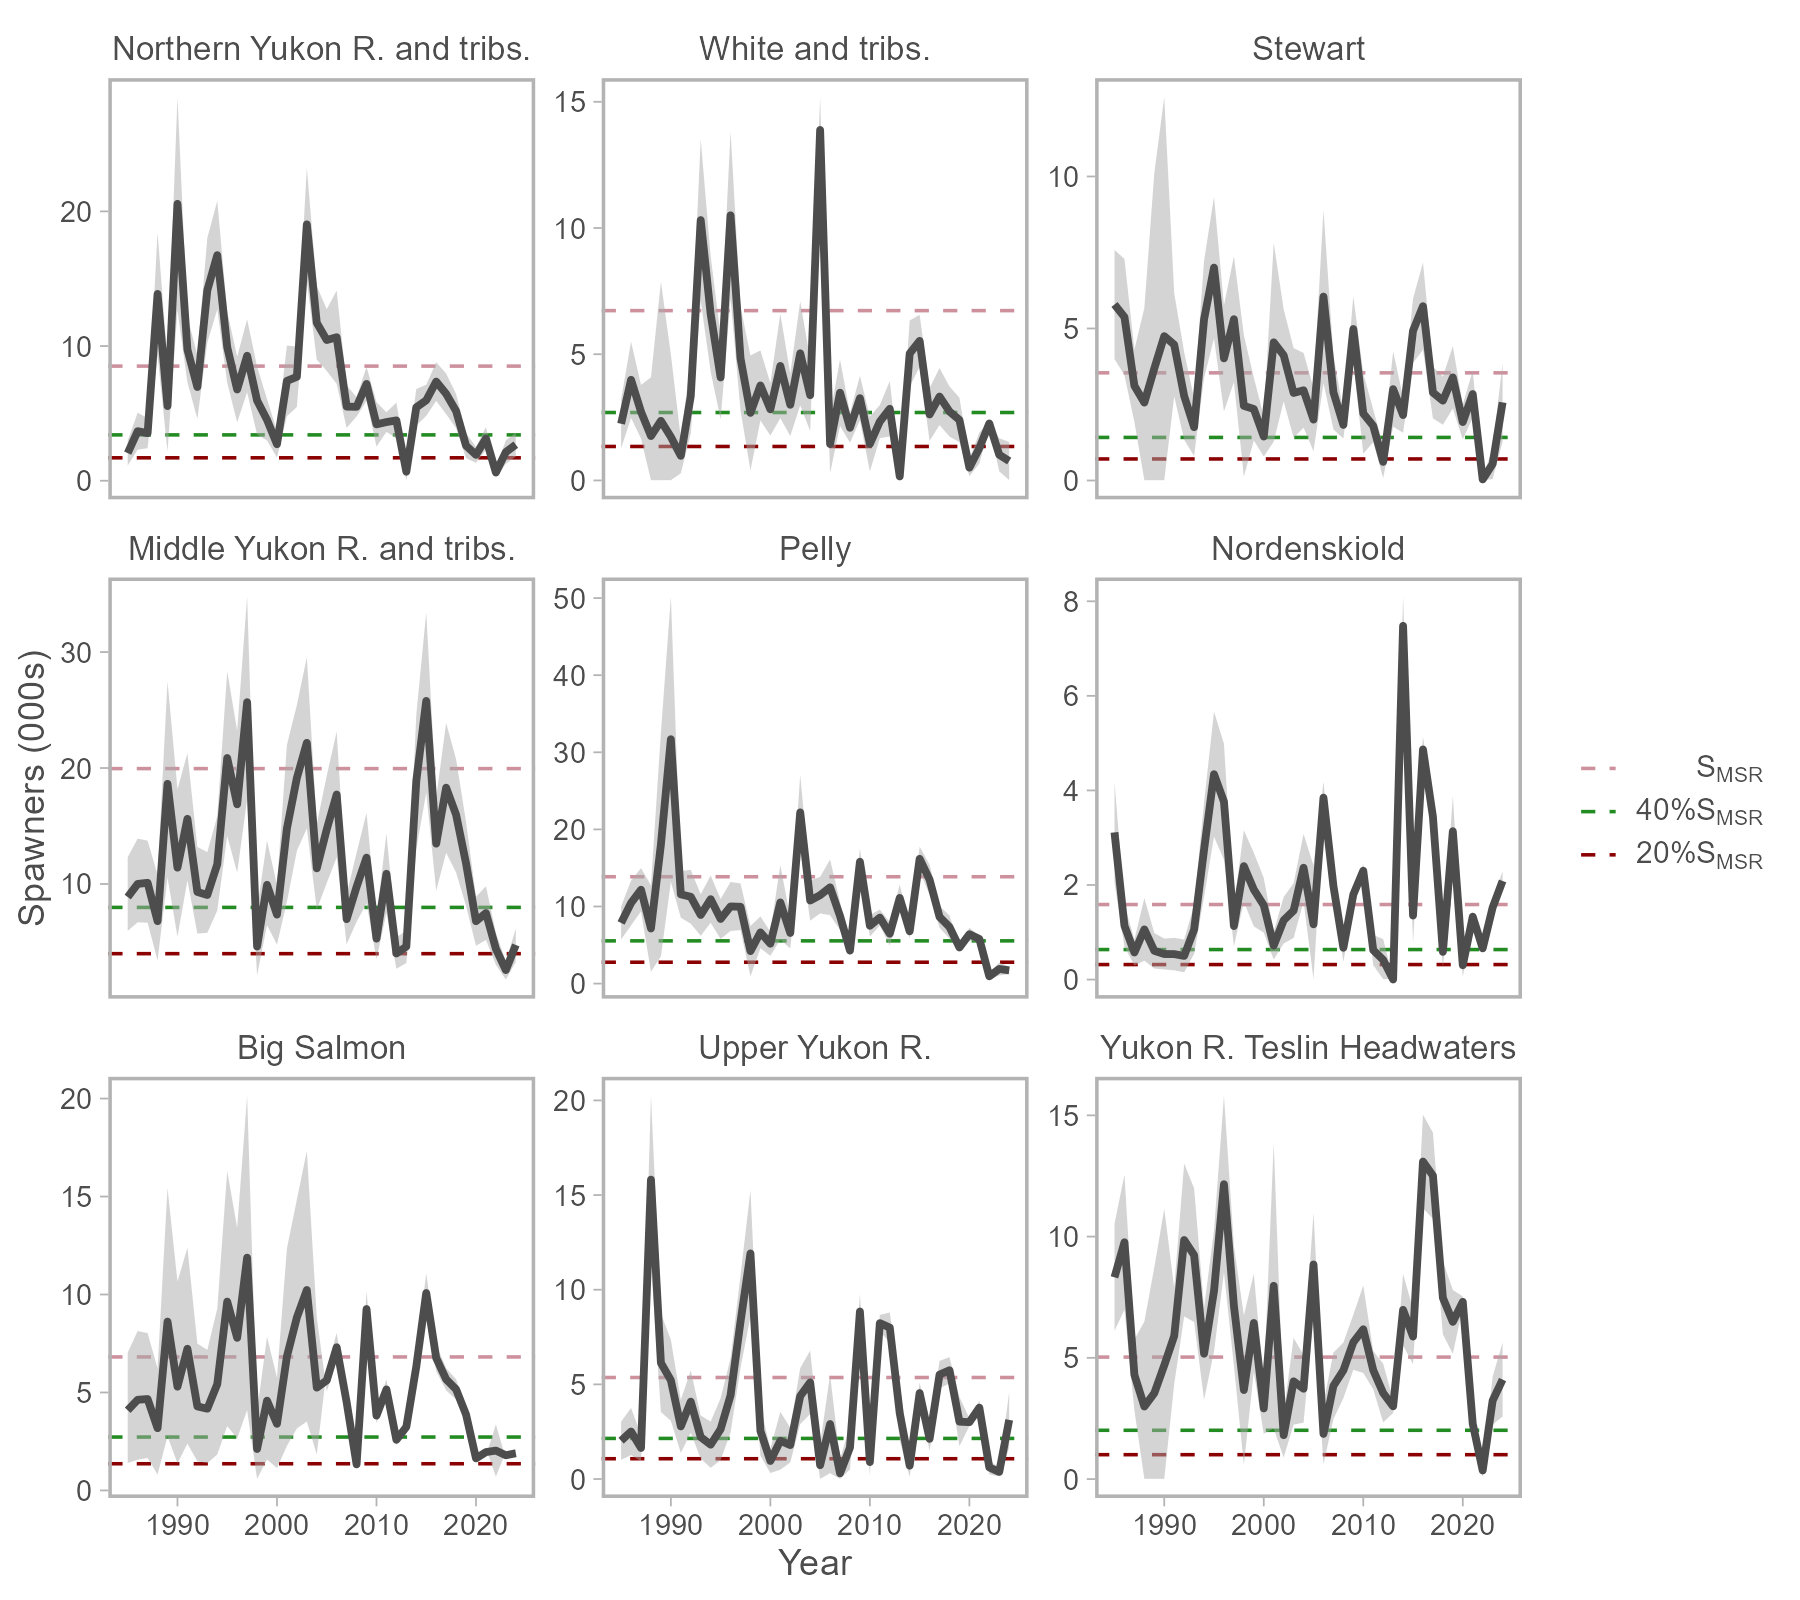 Northern Yukon R. and tribs.
White and tribs.
Stewart
20
10
0
15
10
5
0
10
5
0
Middle Yukon R. and tribs.
Pelly
Nordenskiold
30
20
10
50
40
30
20
10
0
8
6
4
2
0
Spawners (000s)
S_MSR
40%S_MSR
20%S_MSR
Big Salmon
Upper Yukon R.
Yukon R. Teslin Headwaters
20
15
10
5
0
20
15
10
5
0
15
10
5
0
1990 2000 2010 2020
1990 2000 2010 2020
1990 2000 2010 2020
Year